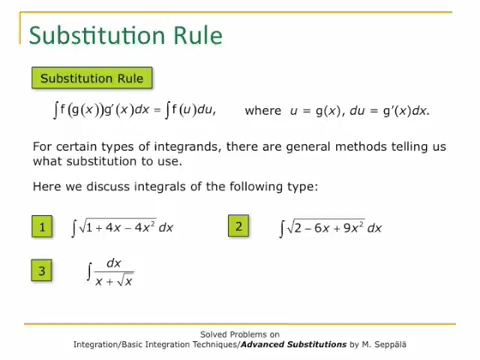 Substitution Rule
Substitution Rule
∫f(g(x))g′(x)dx = ∫f(u)du, where u = g(x), du = g′(x)dx.
For certain types of integrands, there are general methods telling us
what substitution to use.
Here we discuss integrals of the following type:
1 ∫√(1 + 4x − 4x²) dx 2 ∫√(2 − 6x + 9x²) dx
3 ∫ dx / (x + √x)
Solved Problems on
Integration/Basic Integration Techniques/Advanced Substitutions by M. Seppälä